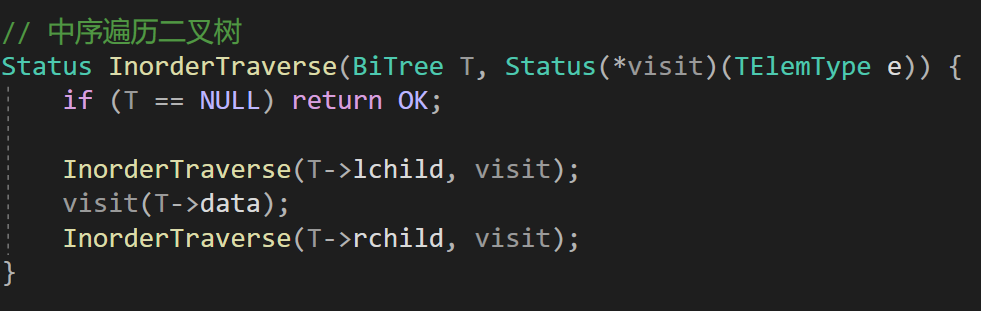 // 中序遍历二叉树
Status InorderTraverse(BiTree T, Status(*visit)(TElemType e)) {
    if (T == NULL) return OK;

    InorderTraverse(T->lchild, visit);
    visit(T->data);
    InorderTraverse(T->rchild, visit);
}